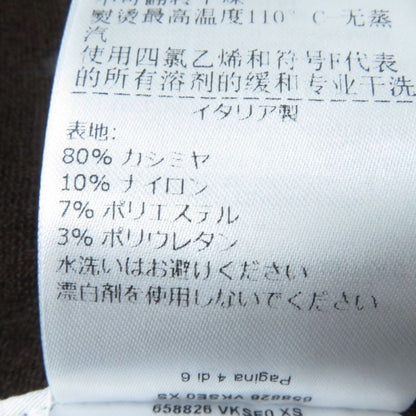 熨烫最高温度110° C-无蒸
汽
使用四氯乙烯和符号F代表
的所有溶剂的缓和专业干洗
イタリア製
表地:
80% カシミヤ
10% ナイロン
7% ポリエステル
3% ポリウレタン
水洗いはお避けください
漂白剤を使用しないでください
Pagina 4 di 6
658826 VKSE0 XS
658826 VKSE0 XS